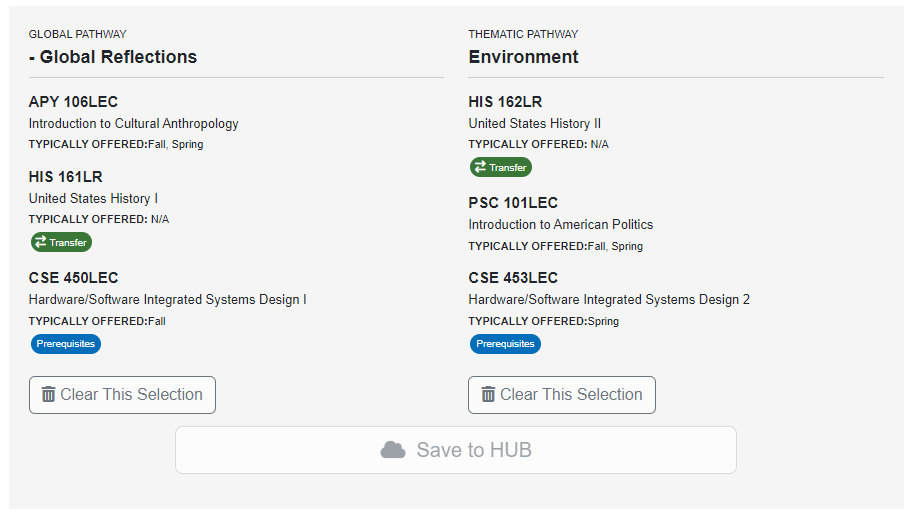 GLOBAL PATHWAY
- Global Reflections
APY 106LEC
Introduction to Cultural Anthropology
TYPICALLY OFFERED:Fall, Spring
HIS 161LR
United States History I
TYPICALLY OFFERED: N/A
Transfer
CSE 450LEC
Hardware/Software Integrated Systems Design I
TYPICALLY OFFERED:Fall
Prerequisites
Clear This Selection
THEMATIC PATHWAY
Environment
HIS 162LR
United States History II
TYPICALLY OFFERED: N/A
Transfer
PSC 101LEC
Introduction to American Politics
TYPICALLY OFFERED:Fall, Spring
CSE 453LEC
Hardware/Software Integrated Systems Design 2
TYPICALLY OFFERED:Spring
Prerequisites
Clear This Selection
Save to HUB